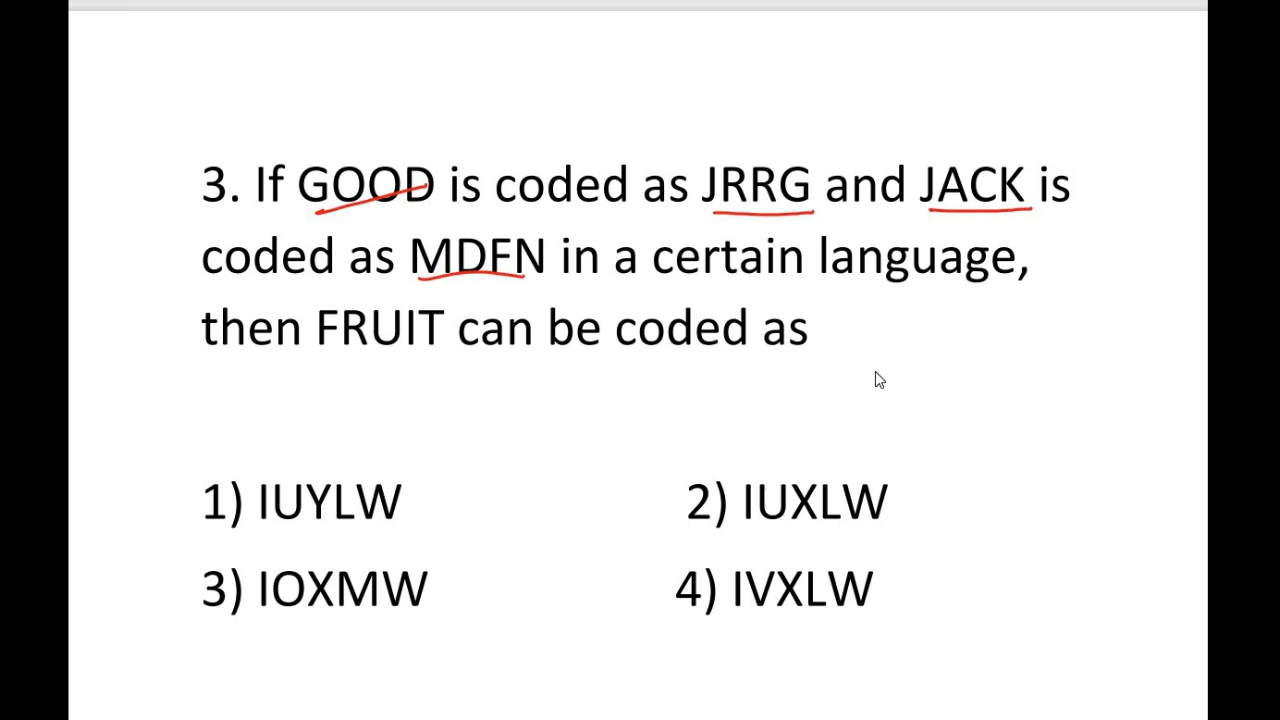 3. If GOOD is coded as JRRG and JACK is
coded as MDFN in a certain language,
then FRUIT can be coded as
1) IUYLW 2) IUXLW
3) IOXMW 4) IVXLW